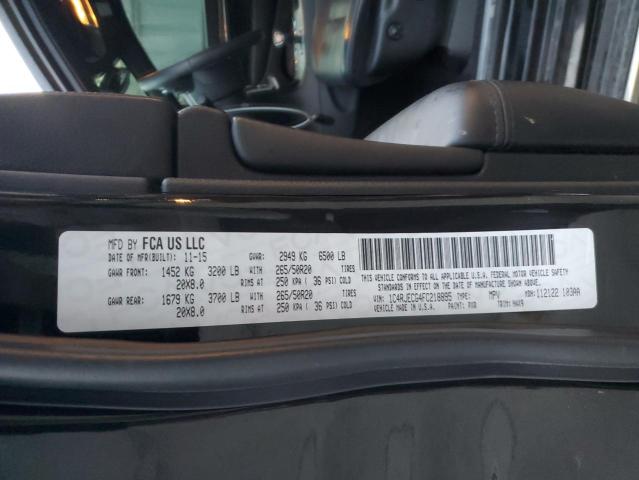 MFD BY FCA US LLC
DATE OF MFR(BUILT): 11-15 GVWR: 2949 KG 6500 LB
GAWR FRONT: 1452 KG 3200 LB WITH 265/50R20 TIRES
20X8.0 RIMS AT 250 KPA( 36 PSI)COLD
GAWR REAR: 1679 KG 3700 LB WITH 265/50R20 TIRES
20X8.0 RIMS AT 250 KPA( 36 PSI)COLD
THIS VEHICLE CONFORMS TO ALL APPLICABLE U.S.A. FEDERAL MOTOR VEHICLE SAFETY
STANDARDS IN EFFECT ON THE DATE OF MANUFACTURE SHOWN ABOVE.
VIN: 1C4RJECG4FC218895 TYPE: MPV MDH: 112122 103AA
VEHICLE MADE IN U.S.A. PAINT: PXR TRIM: